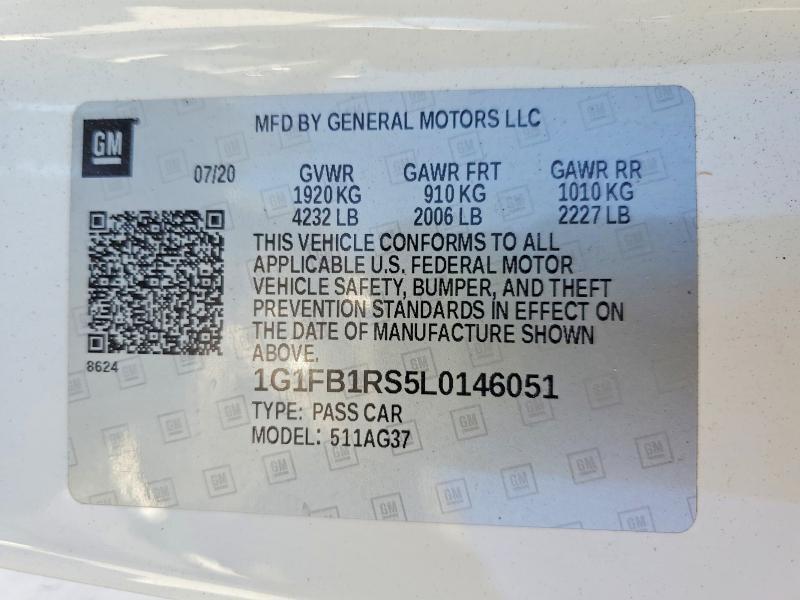 MFD BY GENERAL MOTORS LLC
GM
07/20 GVWR GAWR FRT GAWR RR
1920 KG 910 KG 1010 KG
4232 LB 2006 LB 2227 LB
THIS VEHICLE CONFORMS TO ALL
APPLICABLE U.S. FEDERAL MOTOR
VEHICLE SAFETY, BUMPER, AND THEFT
PREVENTION STANDARDS IN EFFECT ON
THE DATE OF MANUFACTURE SHOWN
ABOVE.
8624
1G1FB1RS5L0146051
TYPE: PASS CAR
MODEL: 511AG37